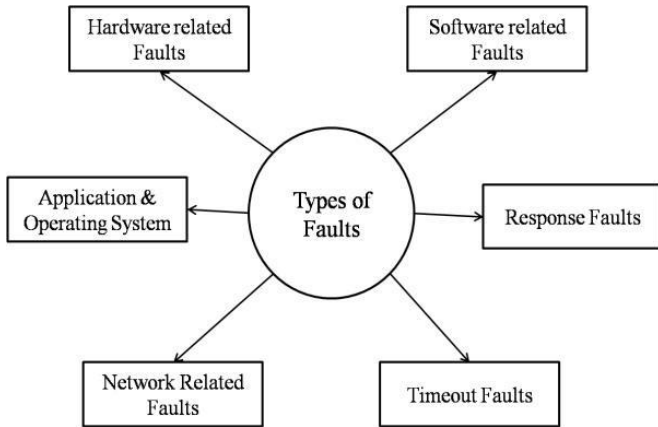 Hardware related
Faults
Software related
Faults
Types of
Faults
Application &
Operating System
Response Faults
Network Related
Faults
Timeout Faults